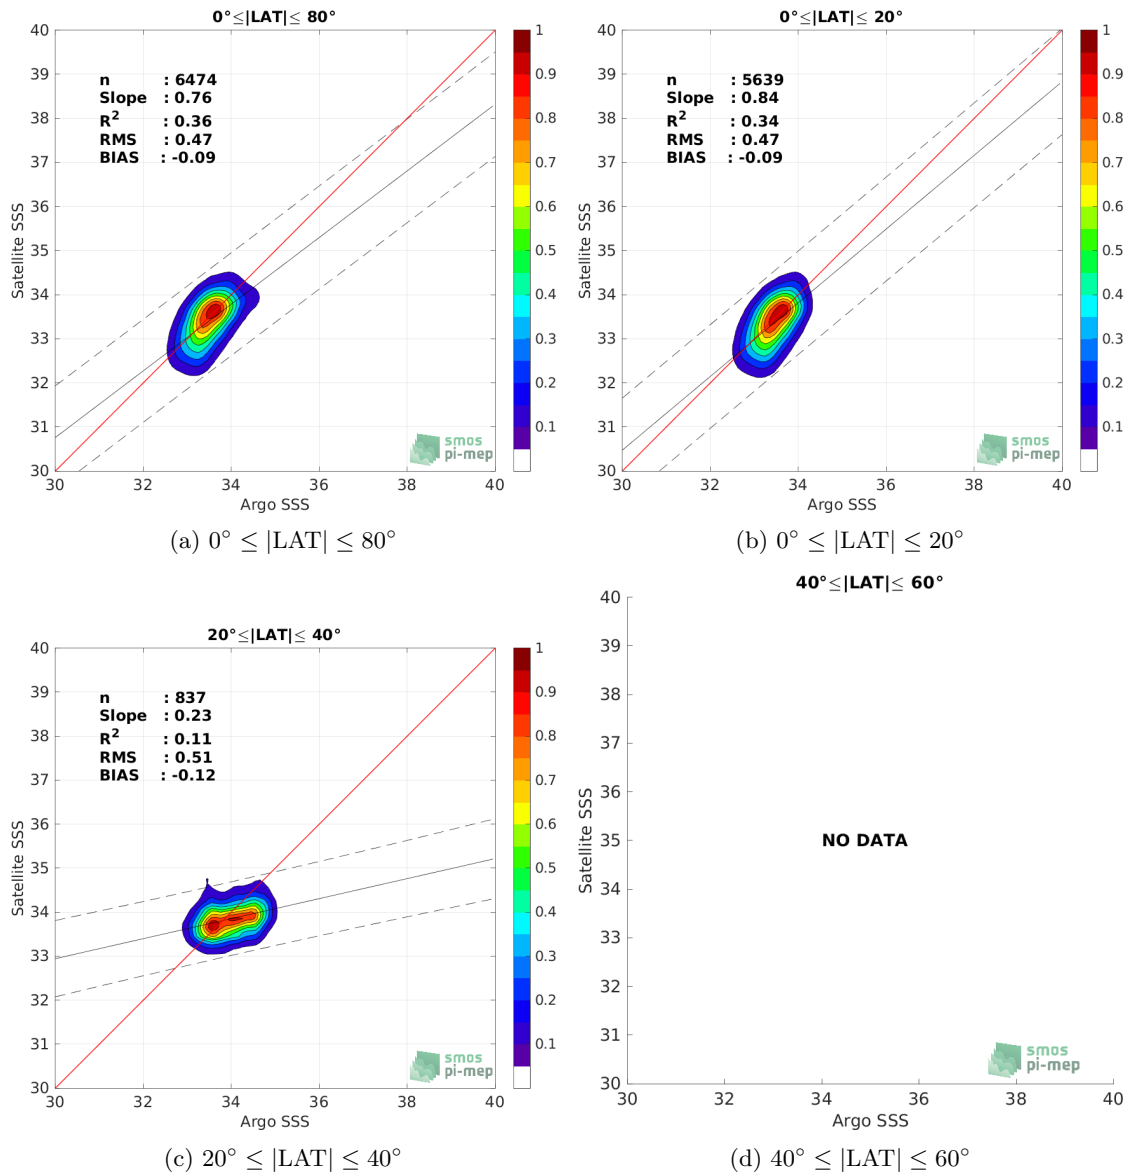 0°≤|LAT|≤ 80°
40
39
38
37
36
35
34
33
32
31
30
Satellite SSS
n : 6474
Slope : 0.76
R² : 0.36
RMS : 0.47
BIAS : -0.09
smos
pi-mep
30 32 34 36 38 40
Argo SSS
1
0.9
0.8
0.7
0.6
0.5
0.4
0.3
0.2
0.1
(a) 0° ≤ |LAT| ≤ 80°
0°≤|LAT|≤ 20°
40
39
38
37
36
35
34
33
32
31
30
Satellite SSS
n : 5639
Slope : 0.84
R² : 0.34
RMS : 0.47
BIAS : -0.09
smos
pi-mep
30 32 34 36 38 40
Argo SSS
1
0.9
0.8
0.7
0.6
0.5
0.4
0.3
0.2
0.1
(b) 0° ≤ |LAT| ≤ 20°
20°≤|LAT|≤ 40°
40
39
38
37
36
35
34
33
32
31
30
Satellite SSS
n : 837
Slope : 0.23
R² : 0.11
RMS : 0.51
BIAS : -0.12
smos
pi-mep
30 32 34 36 38 40
Argo SSS
1
0.9
0.8
0.7
0.6
0.5
0.4
0.3
0.2
0.1
(c) 20° ≤ |LAT| ≤ 40°
40°≤|LAT|≤ 60°
40
39
38
37
36
35
34
33
32
31
30
Satellite SSS
NO DATA
smos
pi-mep
30 32 34 36 38 40
Argo SSS
(d) 40° ≤ |LAT| ≤ 60°